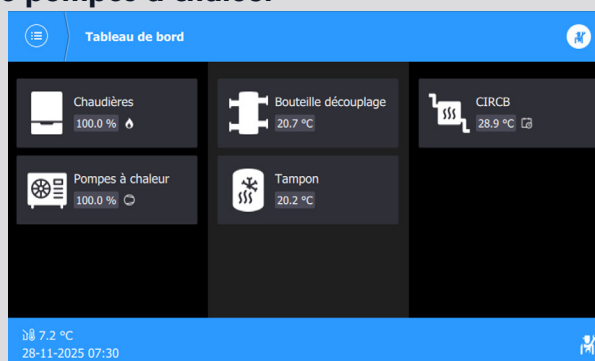 Tableau de bord
Chaudières
100.0 %
Bouteille découplage
20.7 °C
CIRCB
28.9 °C
Pompes à chaleur
100.0 %
Tampon
20.2 °C
7.2 °C
28-11-2025 07:30